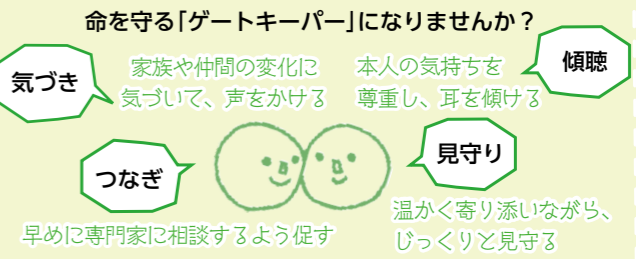 命を守る「ゲートキーパー」になりませんか？
気づき
家族や仲間の変化に
気づいて、声をかける
傾聴
本人の気持ちを
尊重し、耳を傾ける
つなぎ
早めに専門家に相談するよう促す
見守り
温かく寄り添いながら、
じっくりと見守る